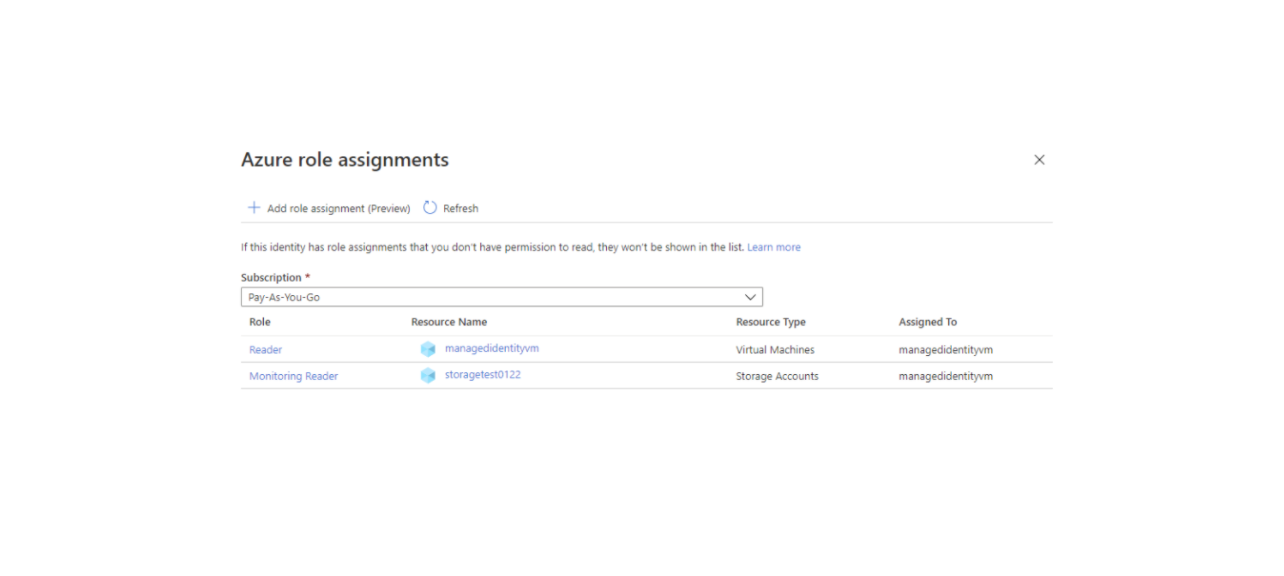 Azure role assignments
Add role assignment (Preview) Refresh
If this identity has role assignments that you don't have permission to read, they won't be shown in the list. Learn more
Subscription *
Pay-As-You-Go
Role Resource Name Resource Type Assigned To
Reader managedidentityvm Virtual Machines managedidentityvm
Monitoring Reader storagetest0122 Storage Accounts managedidentityvm